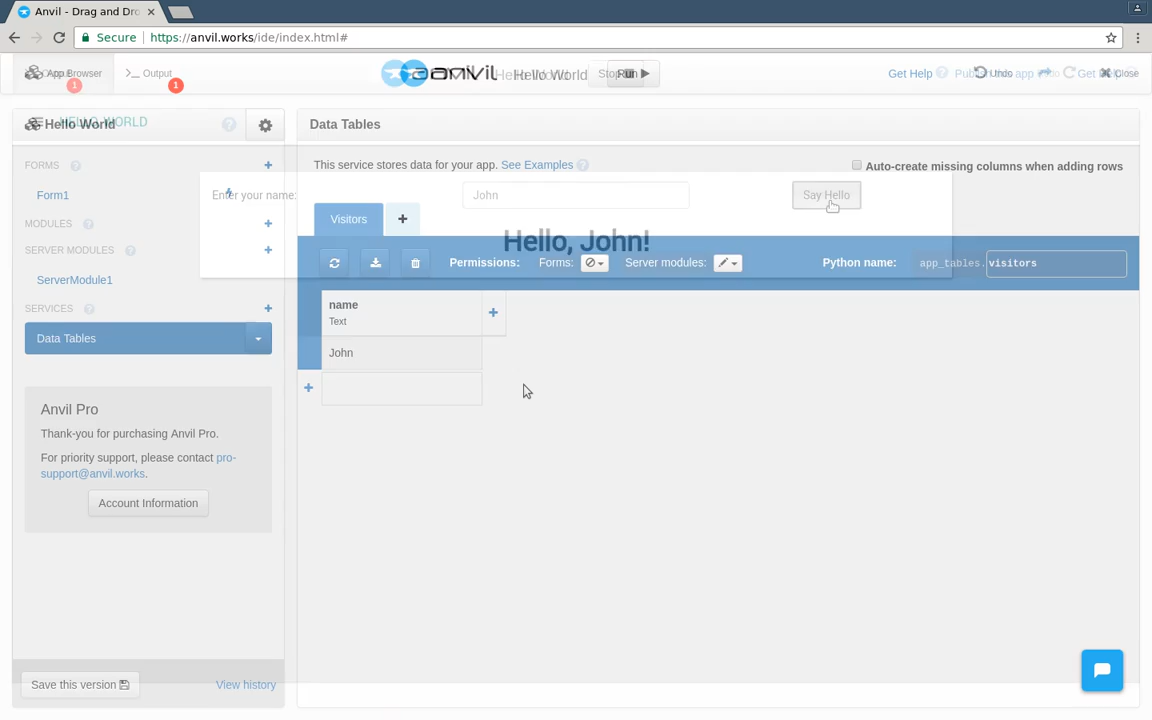 Anvil - Drag and Dro
Secure
https://anvil.works/ide/index.html#
App Browser
1
Output
1
anvil
Hello World
Stop
Run
Get Help
Publish this app
Undo
Get
Close
Hello World
HELLO-WORLD
FORMS
Form1
MODULES
SERVER MODULES
ServerModule1
SERVICES
Data Tables
Anvil Pro
Thank-you for purchasing Anvil Pro.
For priority support, please contact pro-
support@anvil.works.
Account Information
Save this version
View history
Data Tables
This service stores data for your app. See Examples
Auto-create missing columns when adding rows
Enter your name:
John
Say Hello
Visitors
Hello, John!
Permissions:
Forms:
Server modules:
Python name:
app_tables.
visitors
name
Text
John